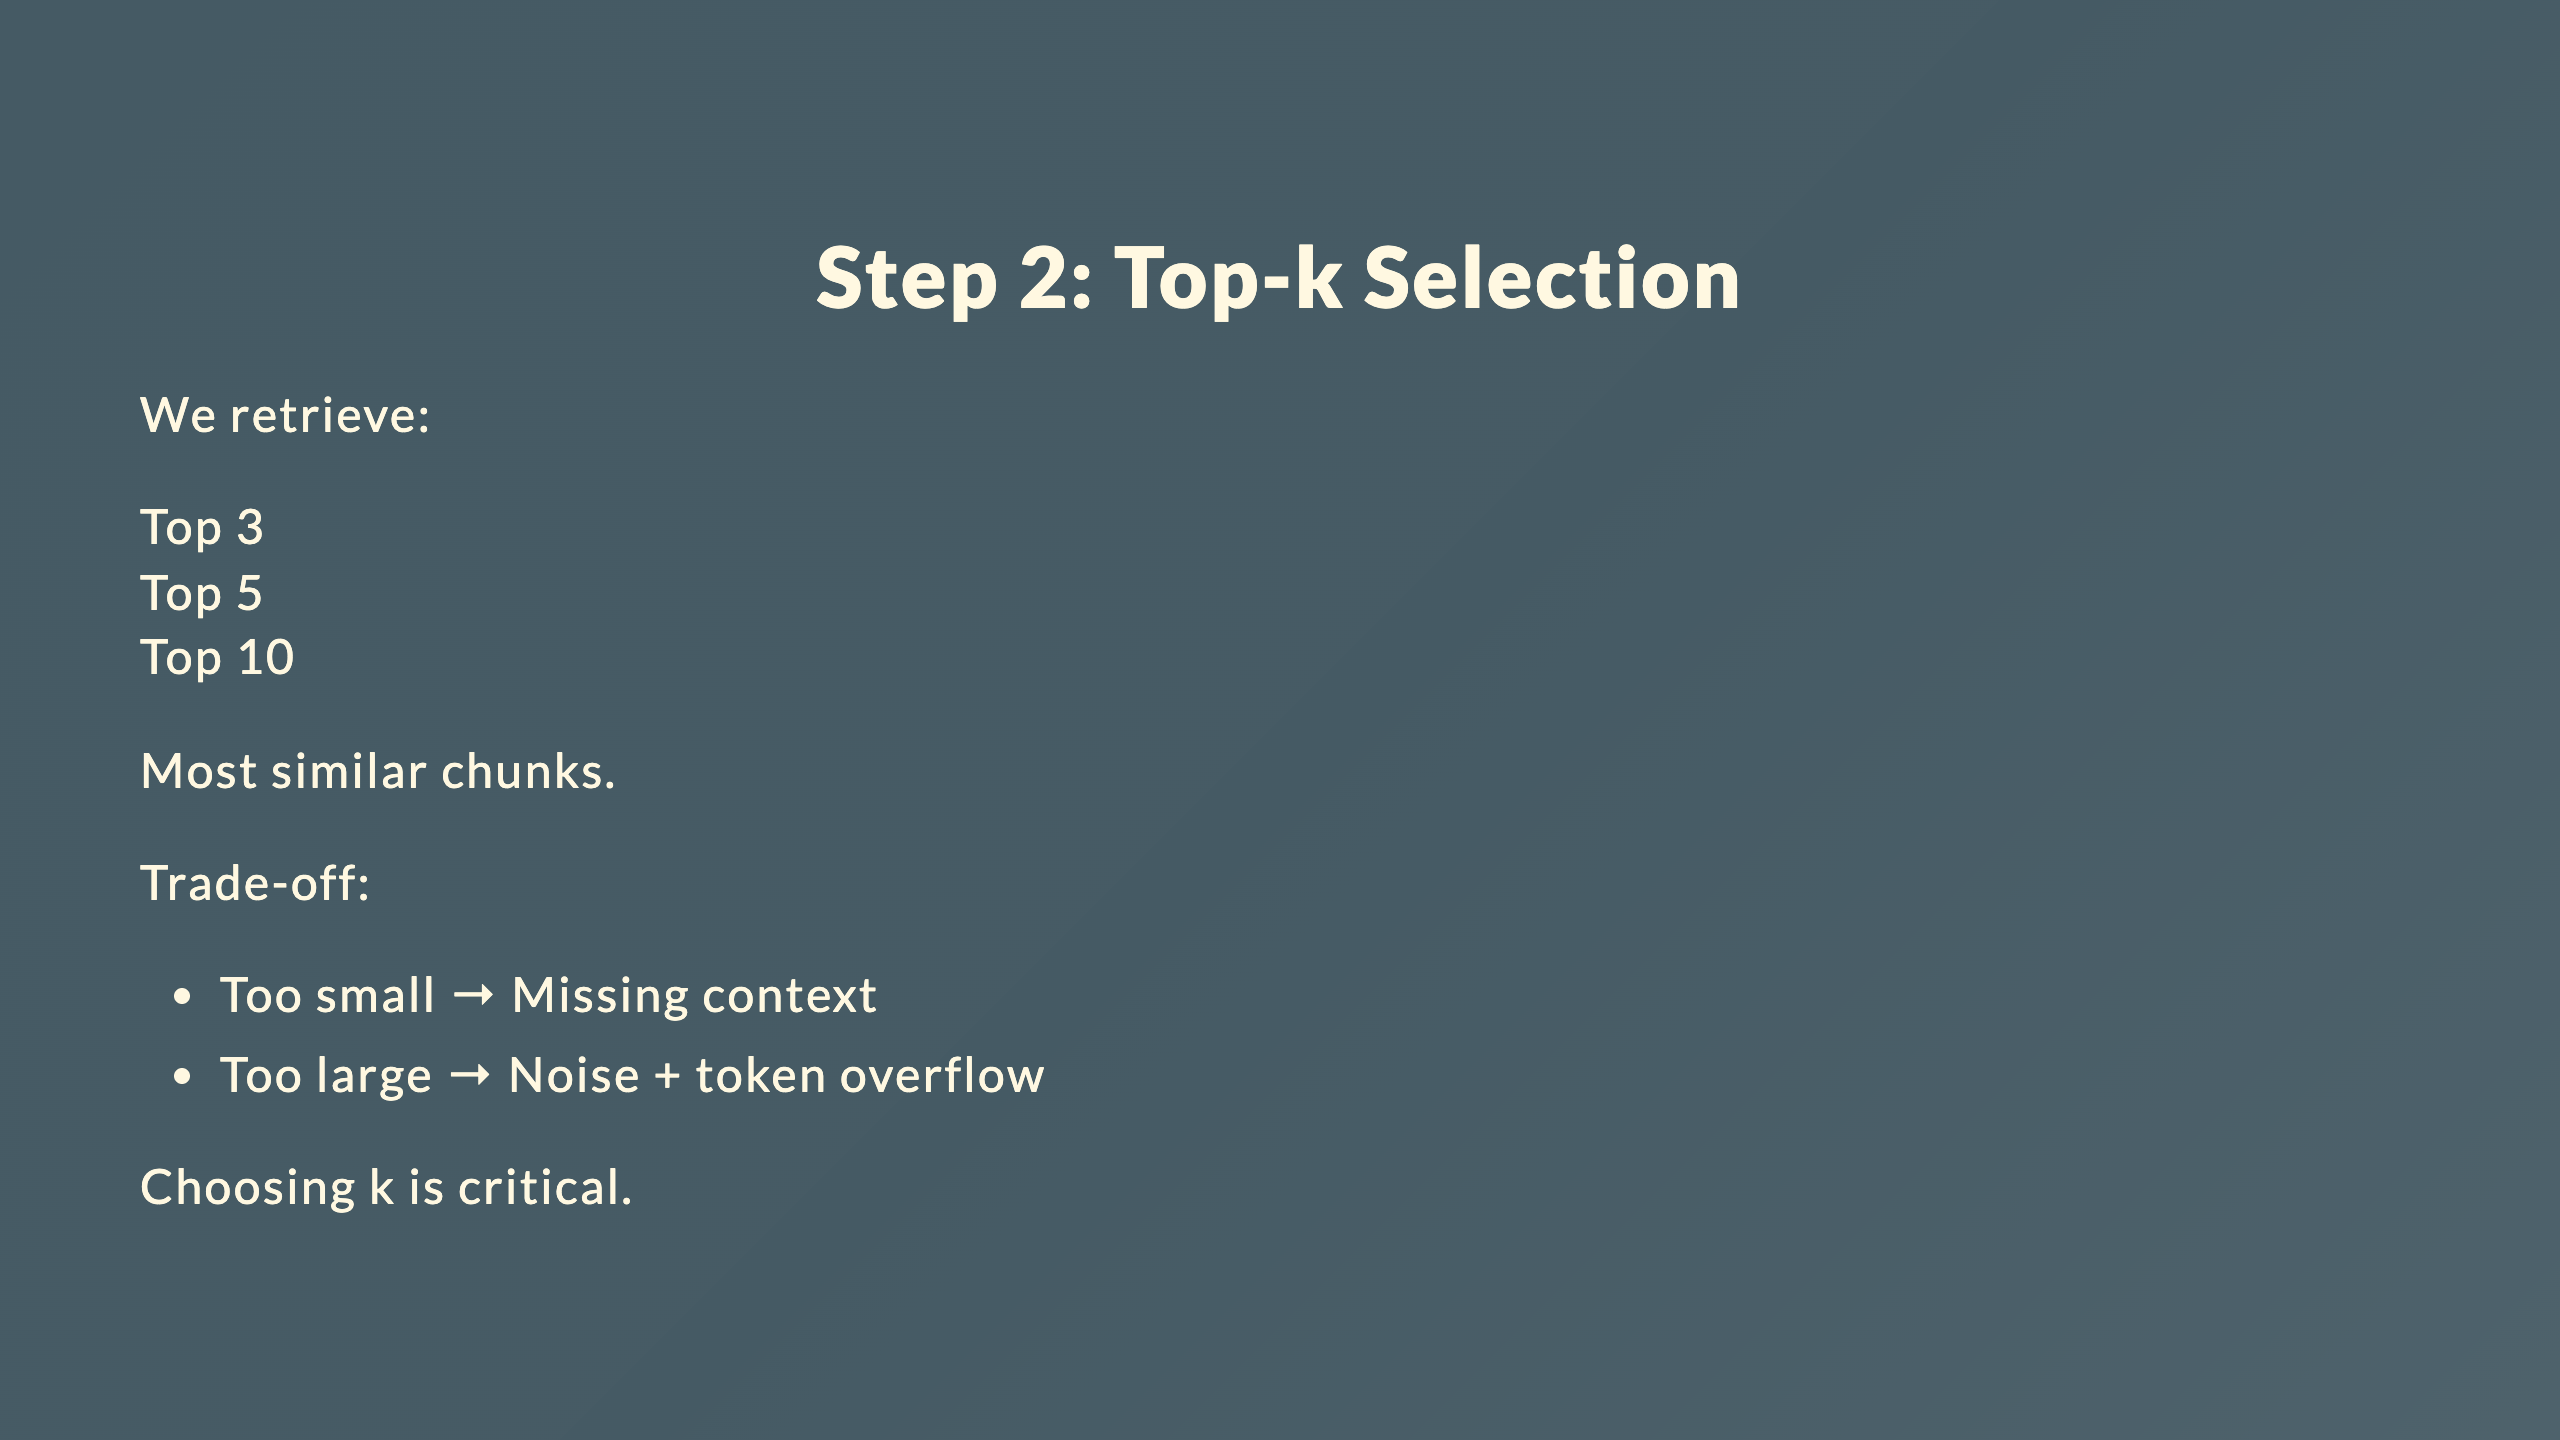 Step 2: Top-k Selection
We retrieve:
Top 3
Top 5
Top 10
Most similar chunks.
Trade-off:
• Too small → Missing context
• Too large → Noise + token overflow
Choosing k is critical.